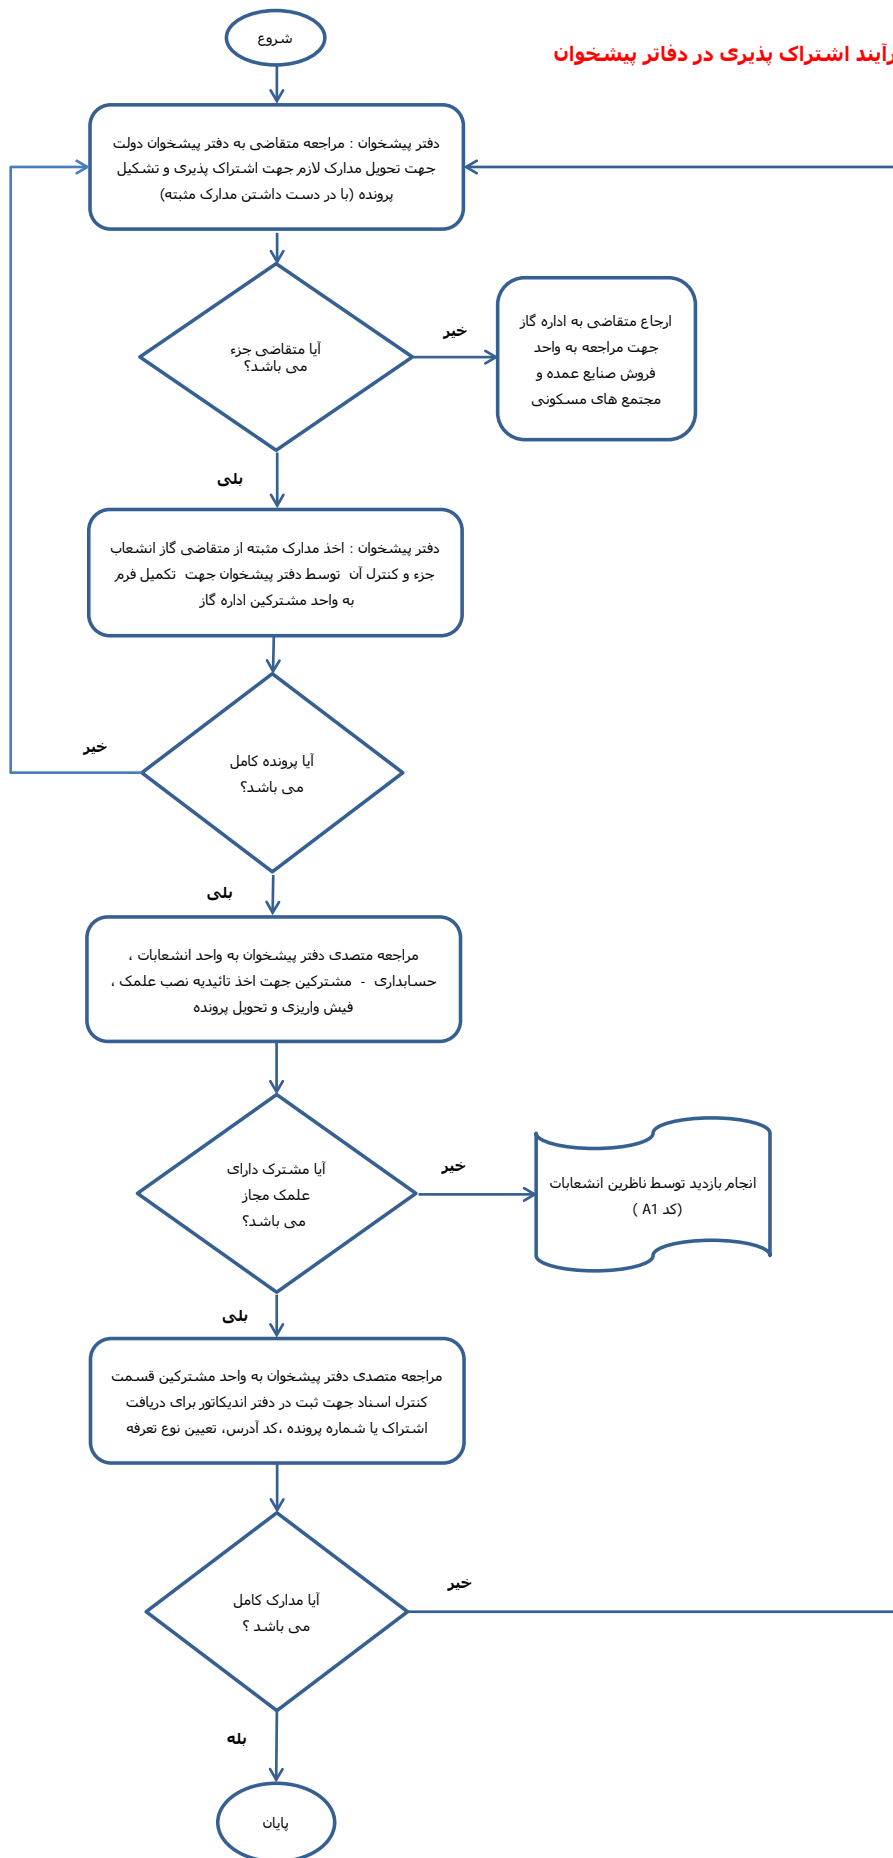 رآیند اشتراک پذیری در دفاتر پیشخوان
شروع
دفتر پیشخوان : مراجعه متقاضی به دفتر پیشخوان دولت
جهت تحویل مدارک لازم جهت اشتراک پذیری و تشکیل
پرونده (با در دست داشتن مدارک مثبته)
آیا متقاضی جزء
می باشد؟
خیر
ارجاع متقاضی به اداره گاز
جهت مراجعه به واحد
فروش صنایع عمده و
مجتمع های مسکونی
بلی
دفتر پیشخوان : اخذ مدارک مثبته از متقاضی گاز انشعاب
جزء و کنترل آن توسط دفتر پیشخوان جهت تکمیل فرم
به واحد مشترکین اداره گاز
خیر
آیا پرونده کامل
می باشد؟
بلی
مراجعه متصدی دفتر پیشخوان به واحد انشعابات ،
حسابداری - مشترکین جهت اخذ تائیدیه نصب علمک ،
فیش واریزی و تحویل پرونده
آیا مشترک دارای
علمک مجاز
می باشد؟
خیر
انجام بازدید توسط ناظرین انشعابات
(کد A1 )
بلی
مراجعه متصدی دفتر پیشخوان به واحد مشترکین قسمت
کنترل اسناد جهت ثبت در دفتر اندیکاتور برای دریافت
اشتراک یا شماره پرونده ،کد آدرس، تعیین نوع تعرفه
خیر
آیا مدارک کامل
می باشد ؟
بله
پایان